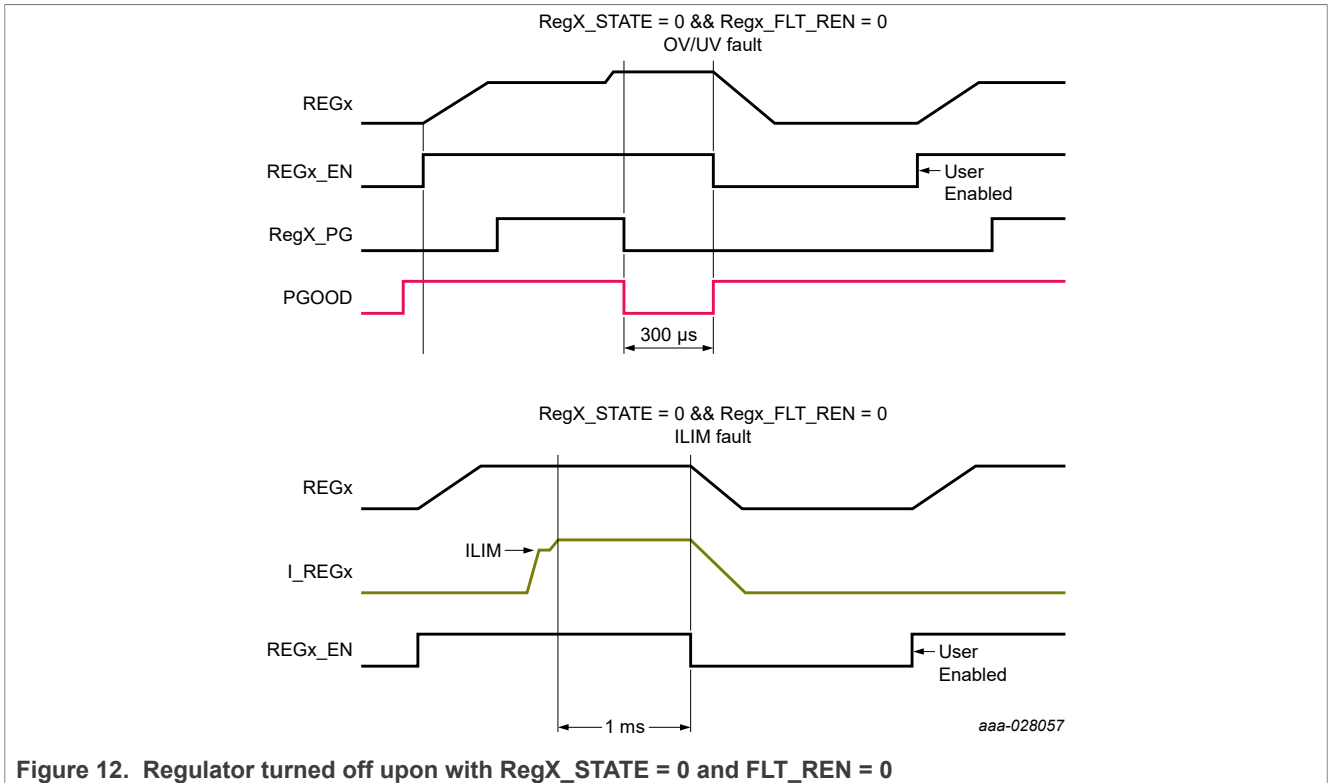 RegX_STATE = 0 && Regx_FLT_REN = 0
OV/UV fault
REGx
REGx_EN
User
Enabled
RegX_PG
PGOOD
300 μs
RegX_STATE = 0 && Regx_FLT_REN = 0
ILIM fault
REGx
ILIM
I_REGx
REGx_EN
User
Enabled
1 ms
aaa-028057
Figure 12. Regulator turned off upon with RegX_STATE = 0 and FLT_REN = 0